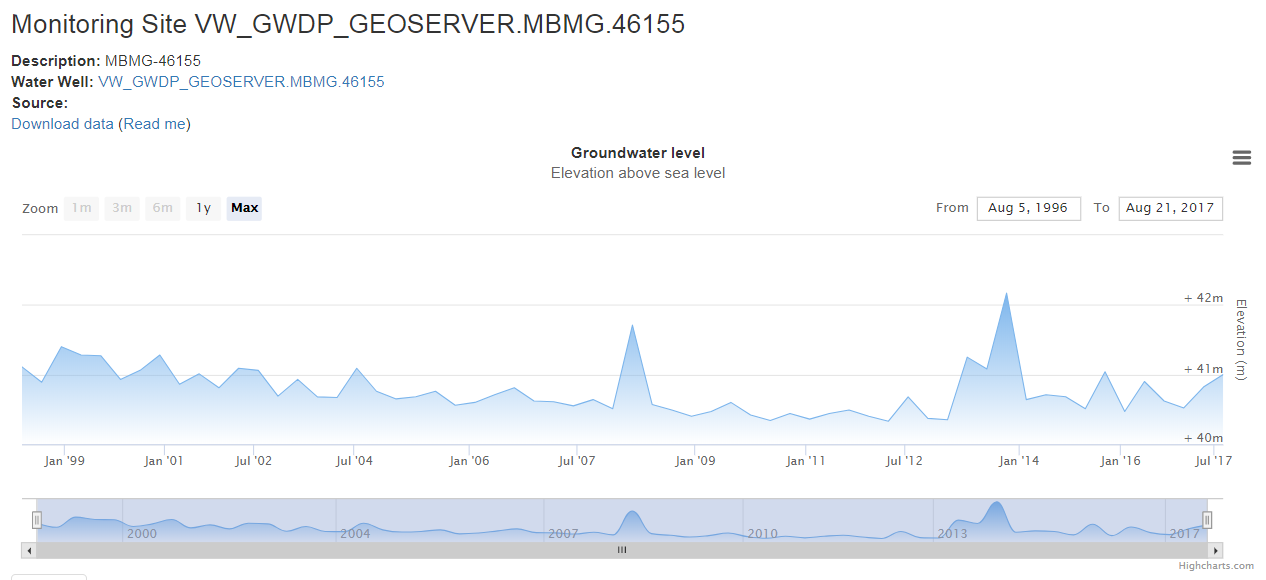 Monitoring Site VW_GWDP_GEOSERVER.MBMG.46155
Description: MBMG-46155
Water Well: VW_GWDP_GEOSERVER.MBMG.46155
Source:
Download data (Read me)
Groundwater level
Elevation above sea level
Zoom 1m 3m 6m 1y Max From Aug 5, 1996 To Aug 21, 2017
+ 42m
+ 41m
+ 40m
Elevation (m)
Jan '99 Jan '01 Jul '02 Jul '04 Jan '06 Jul '07 Jan '09 Jan '11 Jul '12 Jan '14 Jan '16 Jul '17
2000 2004 2007 2010 2013 2017
Highcharts.com